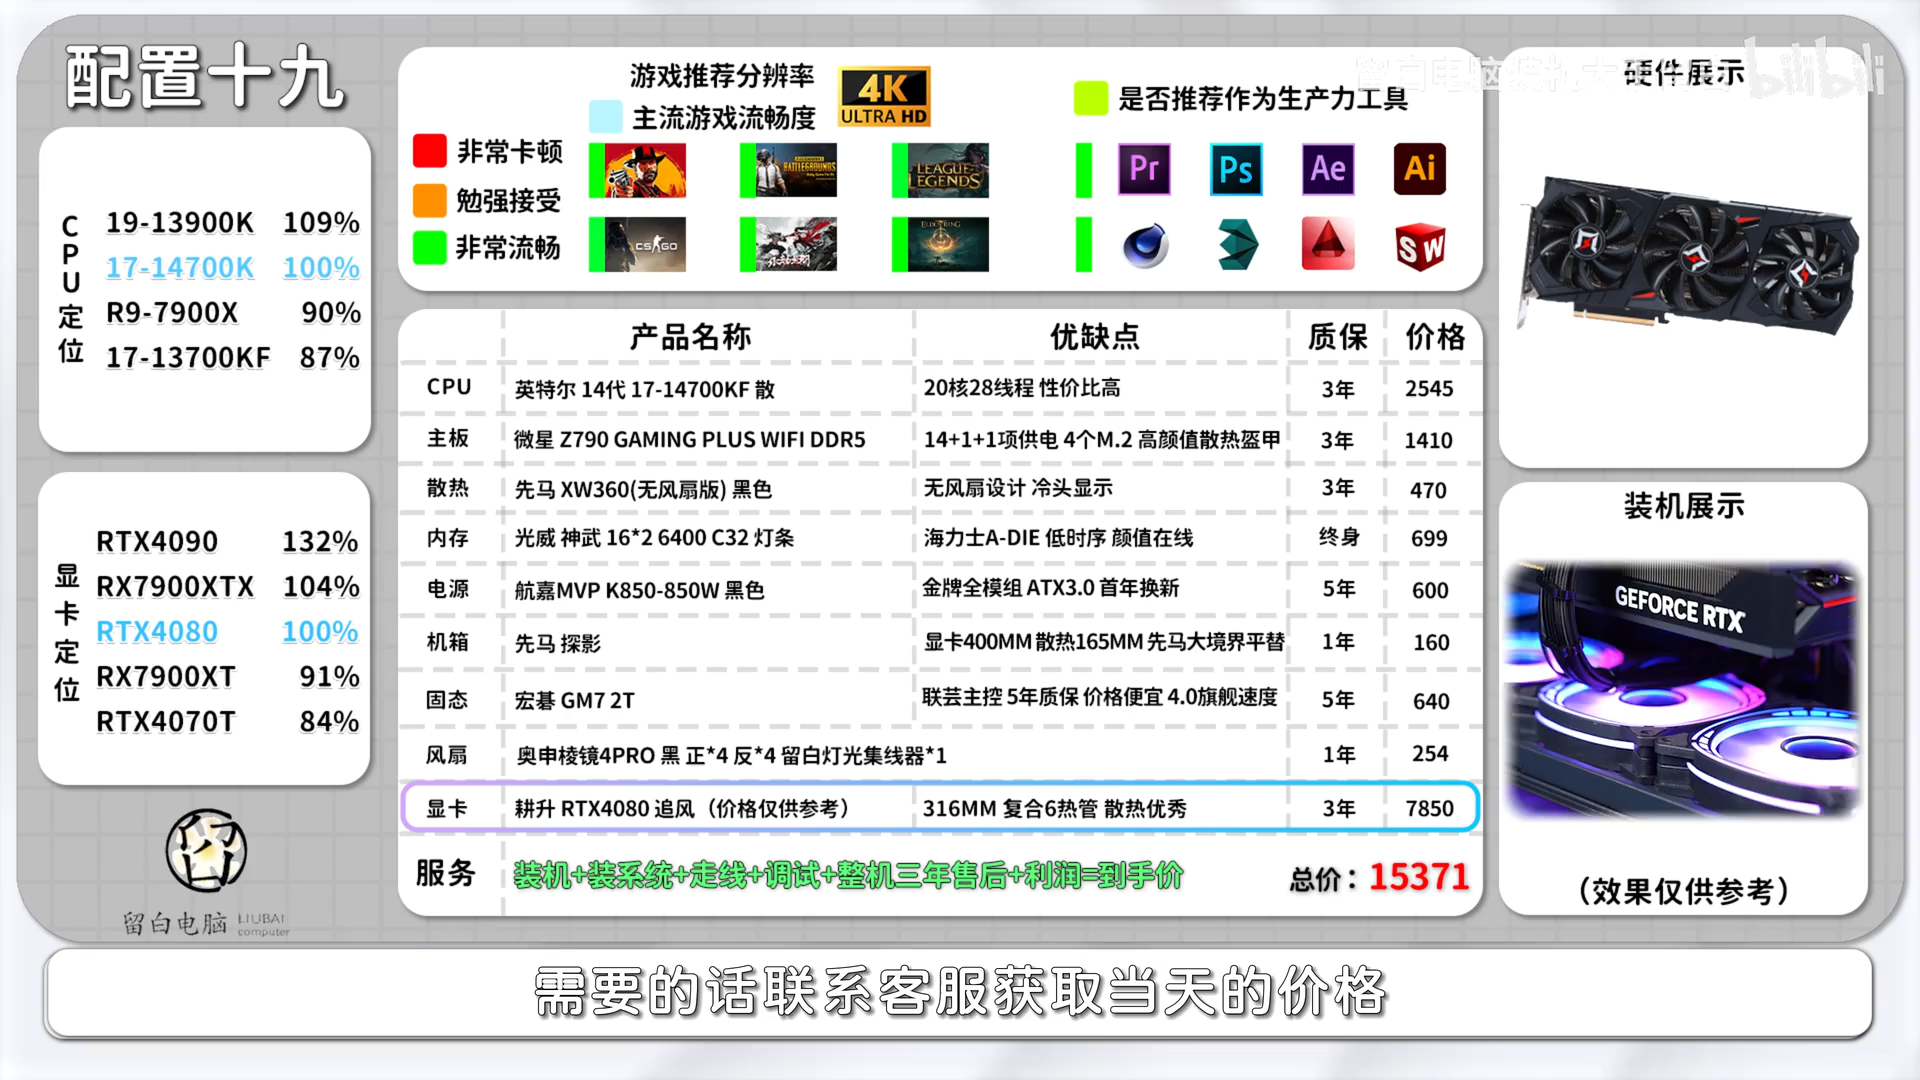 配置十九
CPU定位
19-13900K 109%
17-14700K 100%
R9-7900X 90%
17-13700KF 87%
显卡定位
RTX4090 132%
RX7900XTX 104%
RTX4080 100%
RX7900XT 91%
RTX4070T 84%
留白电脑 LIUBAI computer
游戏推荐分辨率
主流游戏流畅度
4K ULTRA HD
非常卡顿
勉强接受
非常流畅
BATTLEGROUNDS
LEAGUE LEGENDS
CS GO
ELDEN RING
是否推荐作为生产力工具
Pr Ps Ae Ai
SW
产品名称 优缺点 质保 价格
CPU 英特尔 14代 17-14700KF 散 20核28线程 性价比高 3年 2545
主板 微星 Z790 GAMING PLUS WIFI DDR5 14+1+1项供电 4个M.2 高颜值散热盔甲 3年 1410
散热 先马 XW360(无风扇版) 黑色 无风扇设计 冷头显示 3年 470
内存 光威 神武 16*2 6400 C32 灯条 海力士A-DIE 低时序 颜值在线 终身 699
电源 航嘉MVP K850-850W 黑色 金牌全模组 ATX3.0 首年换新 5年 600
机箱 先马 探影 显卡400MM 散热165MM 先马大境界平替 1年 160
固态 宏碁 GM7 2T 联芸主控 5年质保 价格便宜 4.0旗舰速度 5年 640
风扇 奥申棱镜4PRO 黑 正*4 反*4 留白灯光集线器*1 1年 254
显卡 耕升 RTX4080 追风（价格仅供参考） 316MM 复合6热管 散热优秀 3年 7850
服务 装机+装系统+走线+调试+整机三年售后+利润=到手价 总价：15371
硬件展示
bilibili
装机展示
GEFORCE RTX
（效果仅供参考）
需要的话联系客服获取当天的价格